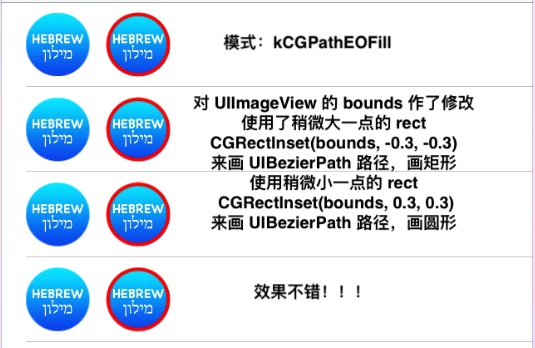 HEBREW
מילון
HEBREW
מילון
模式：kCGPathEOFill
HEBREW
מילון
HEBREW
מילון
对 UIImageView 的 bounds 作了修改
使用了稍微大一点的 rect
CGRectInset(bounds, -0.3, -0.3)
来画 UIBezierPath 路径，画矩形
使用稍微小一点的 rect
CGRectInset(bounds, 0.3, 0.3)
来画 UIBezierPath 路径，画圆形
HEBREW
מילון
HEBREW
מילון
HEBREW
מילון
HEBREW
מילון
效果不错！！！